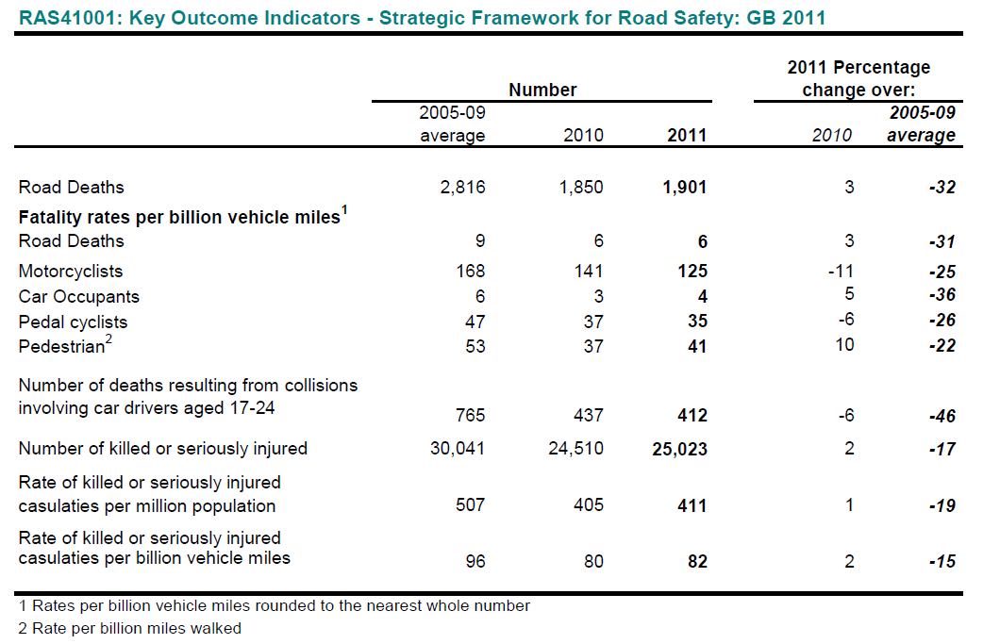 RAS41001: Key Outcome Indicators - Strategic Framework for Road Safety: GB 2011
2011 Percentage
Number change over:
2005-09 2005-09
average 2010 2011 2010 average
Road Deaths 2,816 1,850 1,901 3 -32
Fatality rates per billion vehicle miles1
Road Deaths 9 6 6 3 -31
Motorcyclists 168 141 125 -11 -25
Car Occupants 6 3 4 5 -36
Pedal cyclists 47 37 35 -6 -26
Pedestrian2 53 37 41 10 -22
Number of deaths resulting from collisions
involving car drivers aged 17-24
765 437 412 -6 -46
Number of killed or seriously injured 30,041 24,510 25,023 2 -17
Rate of killed or seriously injured
casulaties per million population 507 405 411 1 -19
Rate of killed or seriously injured
casulaties per billion vehicle miles 96 80 82 2 -15
1 Rates per billion vehicle miles rounded to the nearest whole number
2 Rate per billion miles walked